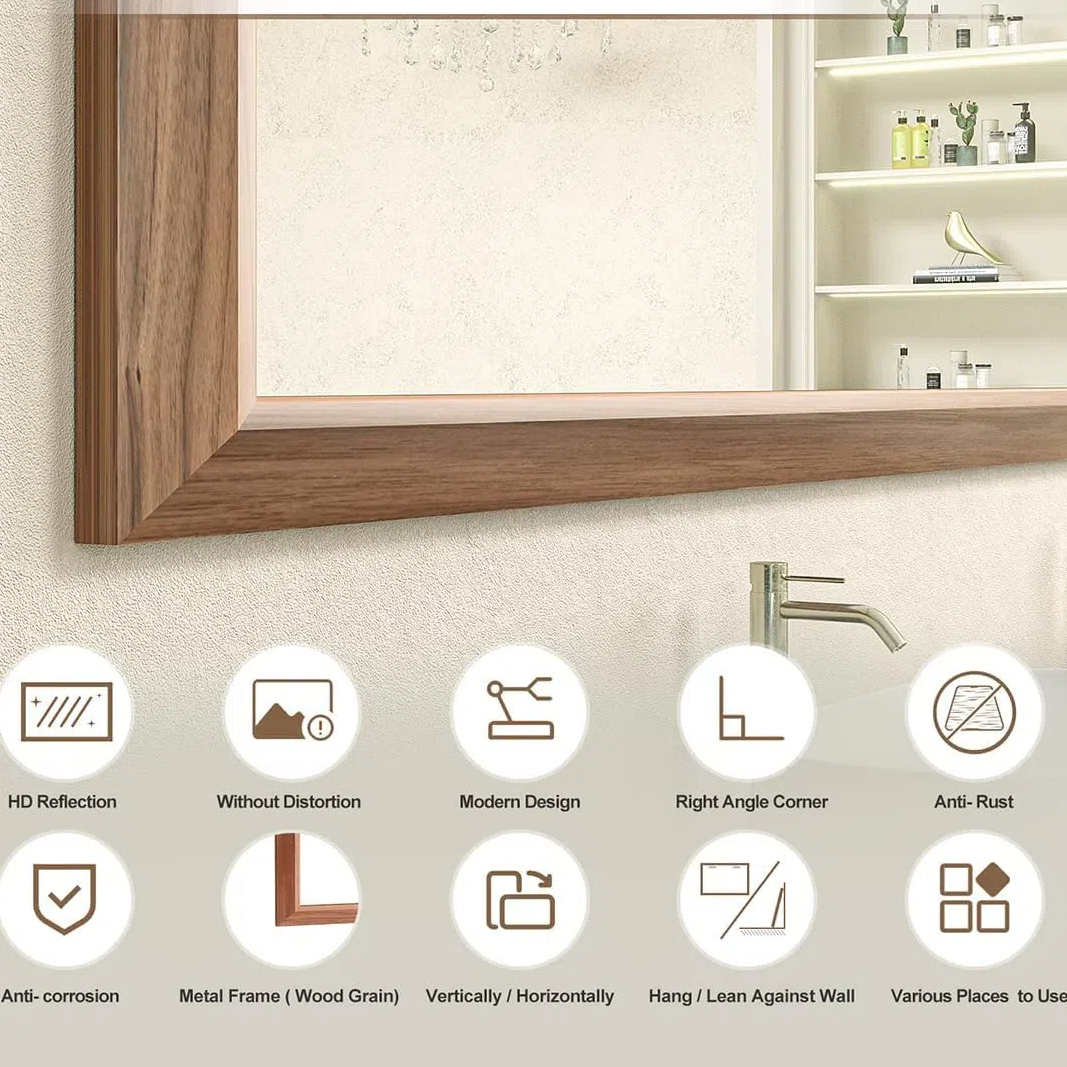 HD Reflection
Without Distortion
Modern Design
Right Angle Corner
Anti- Rust
Anti- corrosion
Metal Frame ( Wood Grain)
Vertically / Horizontally
Hang / Lean Against Wall
Various Places to Use